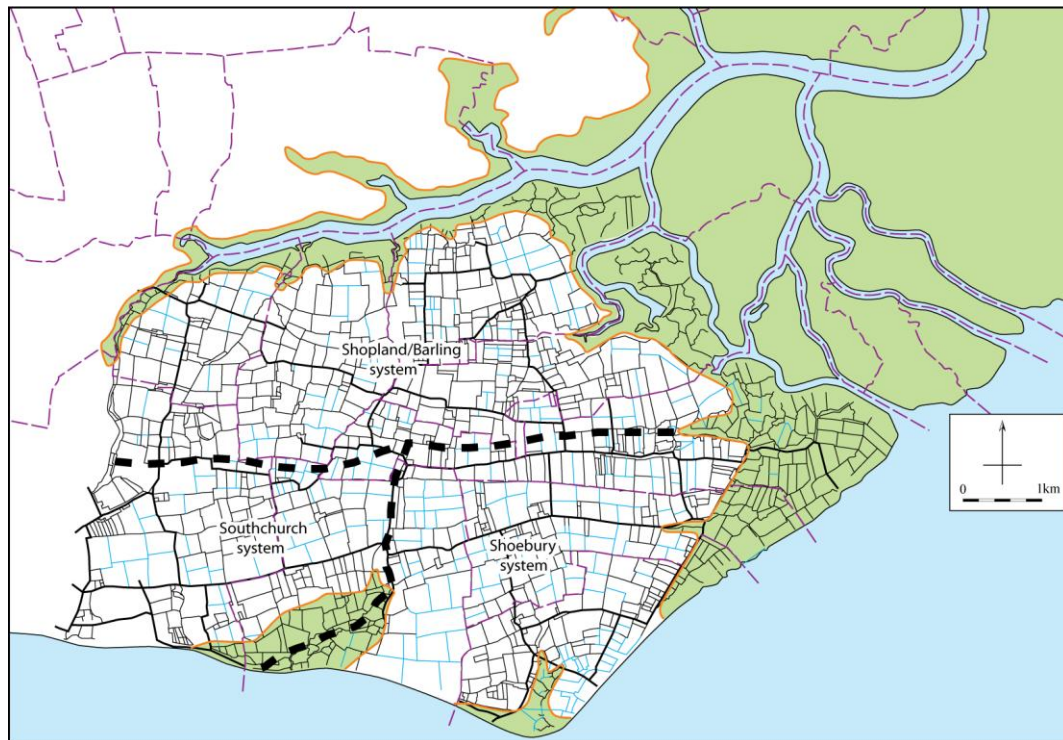 Shopland/Barling
system
Southchurch
system
Shoebury
system
0 1km